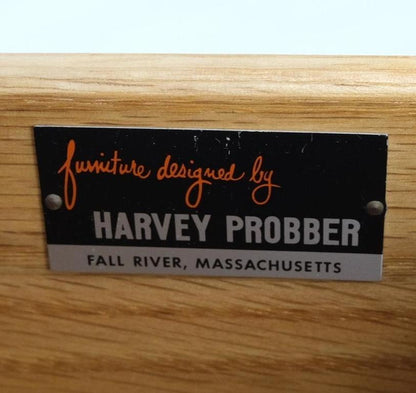 furniture designed by
HARVEY PROBBER
FALL RIVER, MASSACHUSETTS